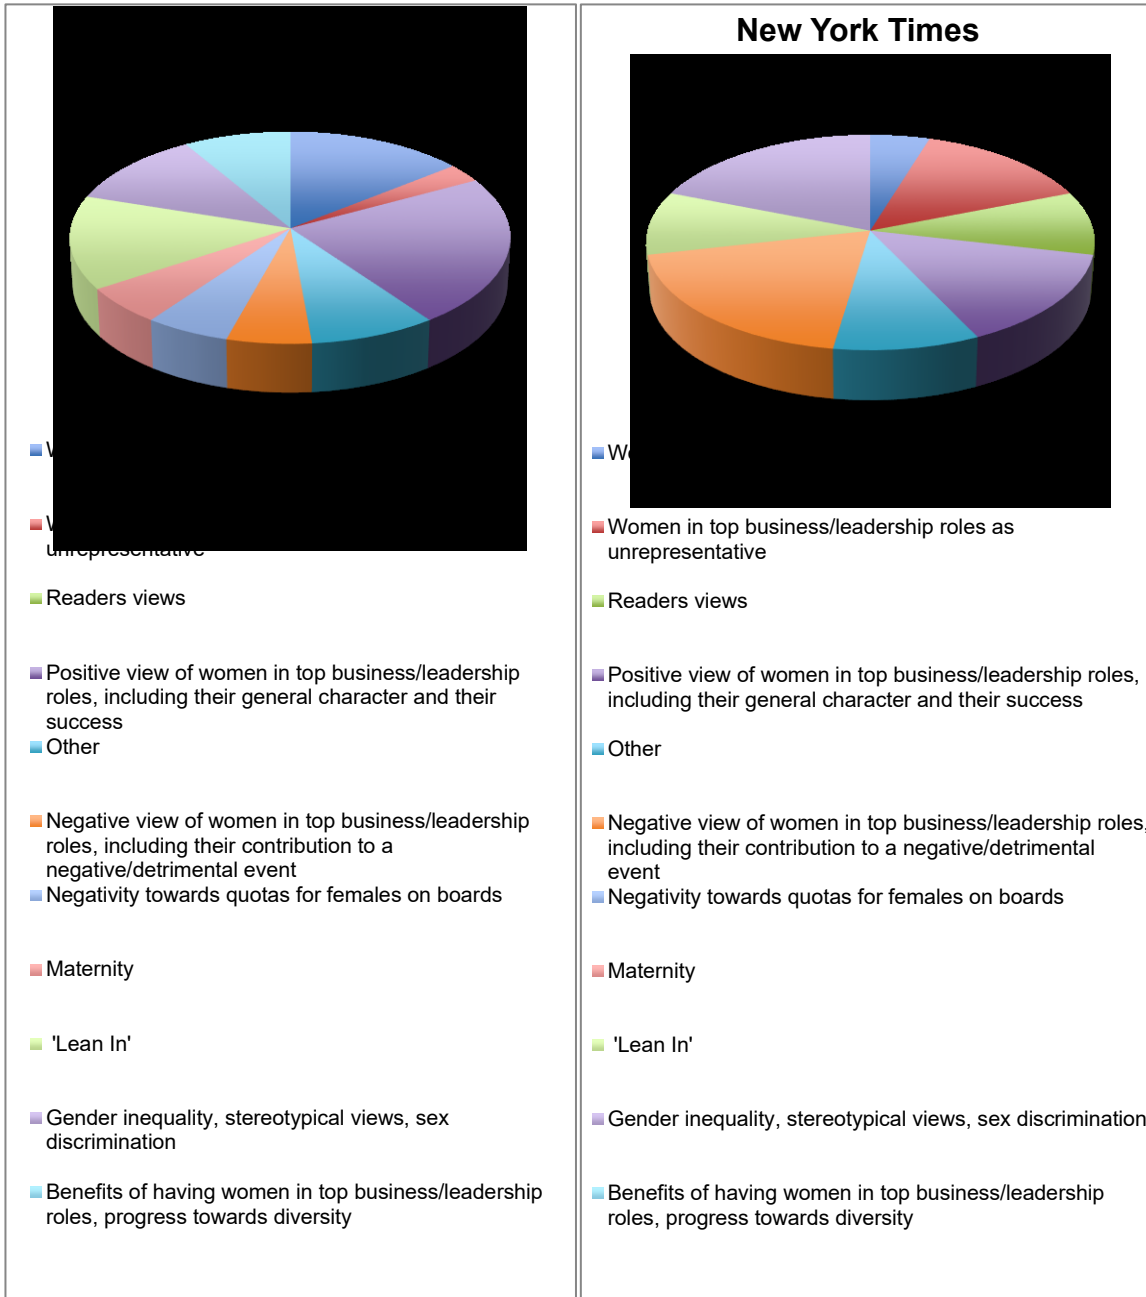 unrepresentative
Readers views
Positive view of women in top business/leadership
roles, including their general character and their
success
Other
Negative view of women in top business/leadership
roles, including their contribution to a
negative/detrimental event
Negativity towards quotas for females on boards
Maternity
'Lean In'
Gender inequality, stereotypical views, sex
discrimination
Benefits of having women in top business/leadership
roles, progress towards diversity
New York Times
Women in top business/leadership roles as
unrepresentative
Readers views
Positive view of women in top business/leadership roles,
including their general character and their success
Other
Negative view of women in top business/leadership roles,
including their contribution to a negative/detrimental
event
Negativity towards quotas for females on boards
Maternity
'Lean In'
Gender inequality, stereotypical views, sex discrimination
Benefits of having women in top business/leadership
roles, progress towards diversity